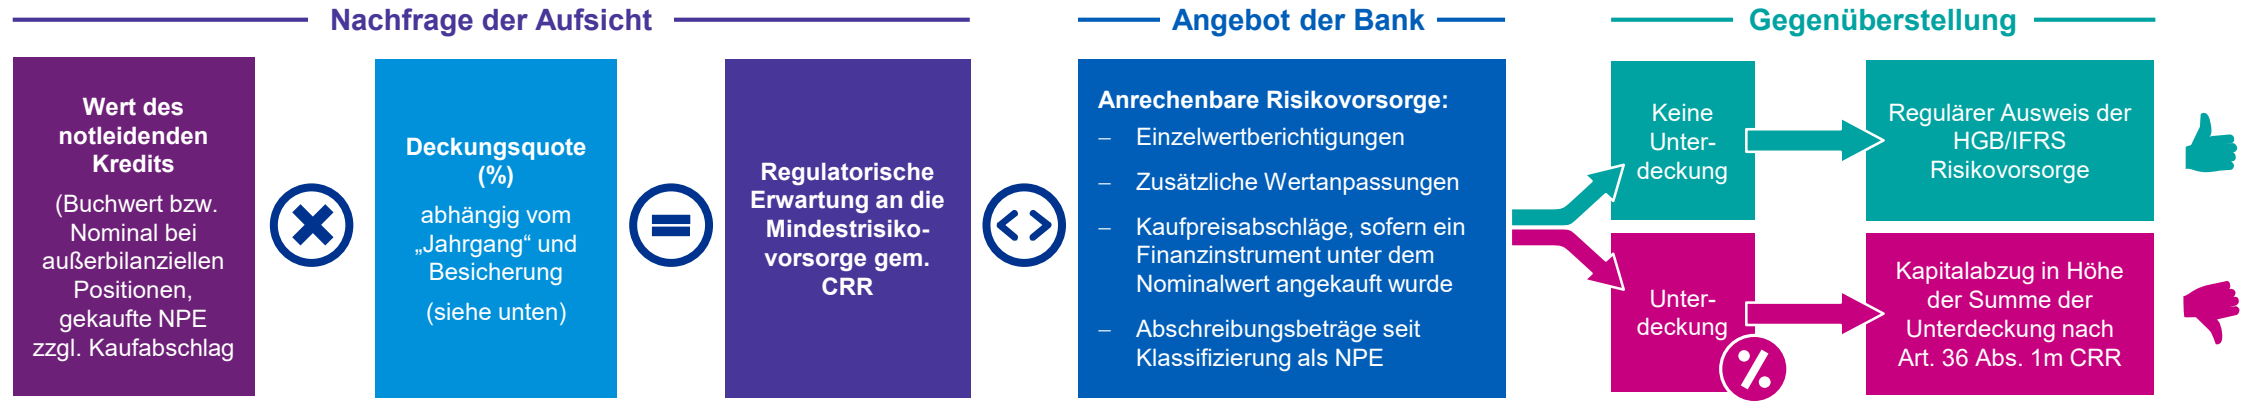 Nachfrage der Aufsicht
Wert des
notleidenden
Kredits
(Buchwert bzw.
Nominal bei
außerbilanziellen
Positionen,
gekaufte NPE
zzgl. Kaufabschlag
Deckungsquote
(%)
abhängig vom
„Jahrgang“ und
Besicherung
(siehe unten)
=
Regulatorische
Erwartung an die
Mindestrisiko-
vorsorge gem.
CRR
<>
Angebot der Bank
Anrechenbare Risikovorsorge:
– Einzelwertberichtigungen
– Zusätzliche Wertanpassungen
– Kaufpreisabschläge, sofern ein
Finanzinstrument unter dem
Nominalwert angekauft wurde
– Abschreibungsbeträge seit
Klassifizierung als NPE
Gegenüberstellung
Keine
Unter-
deckung
Regulärer Ausweis der
HGB/IFRS
Risikovorsorge
Unter-
deckung
%
Kapitalabzug in Höhe
der Summe der
Unterdeckung nach
Art. 36 Abs. 1m CRR